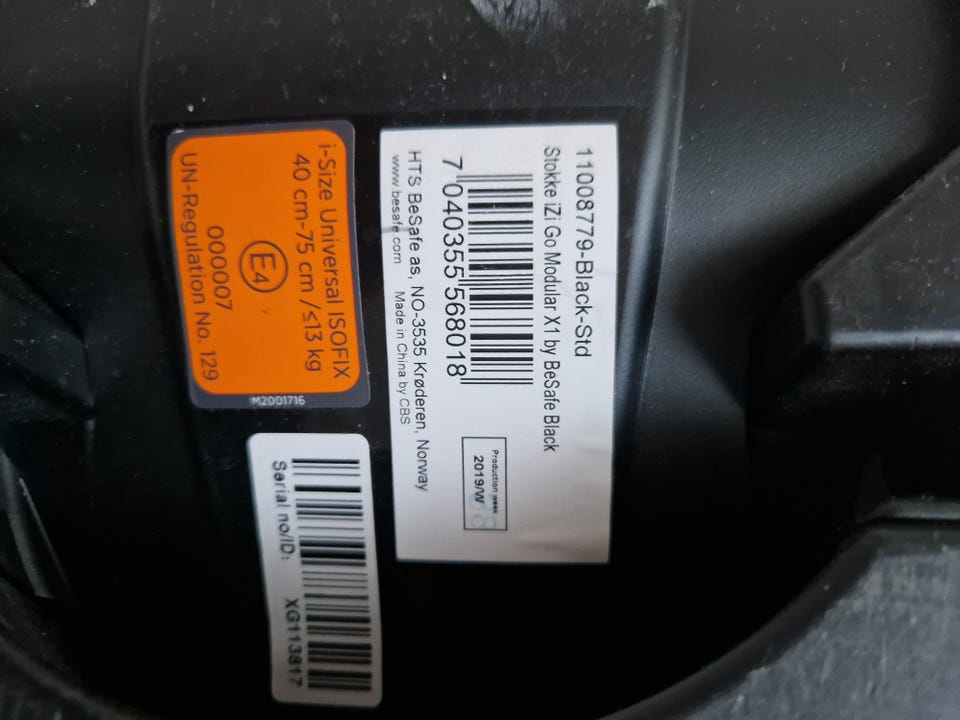 11008779-Black-Std
Stokke iZi Go Modular X1 by BeSafe Black
7 040355 568018
Production week
2019/W
HTS BeSafe as, NO-3535 Krøderen, Norway
www.besafe.com Made in China by CBS
i-Size Universal ISOFIX
40 cm-75 cm / ≤13 kg
E4
000007
UN-Regulation No. 129
M2001716
Serial no/ID: XG113817